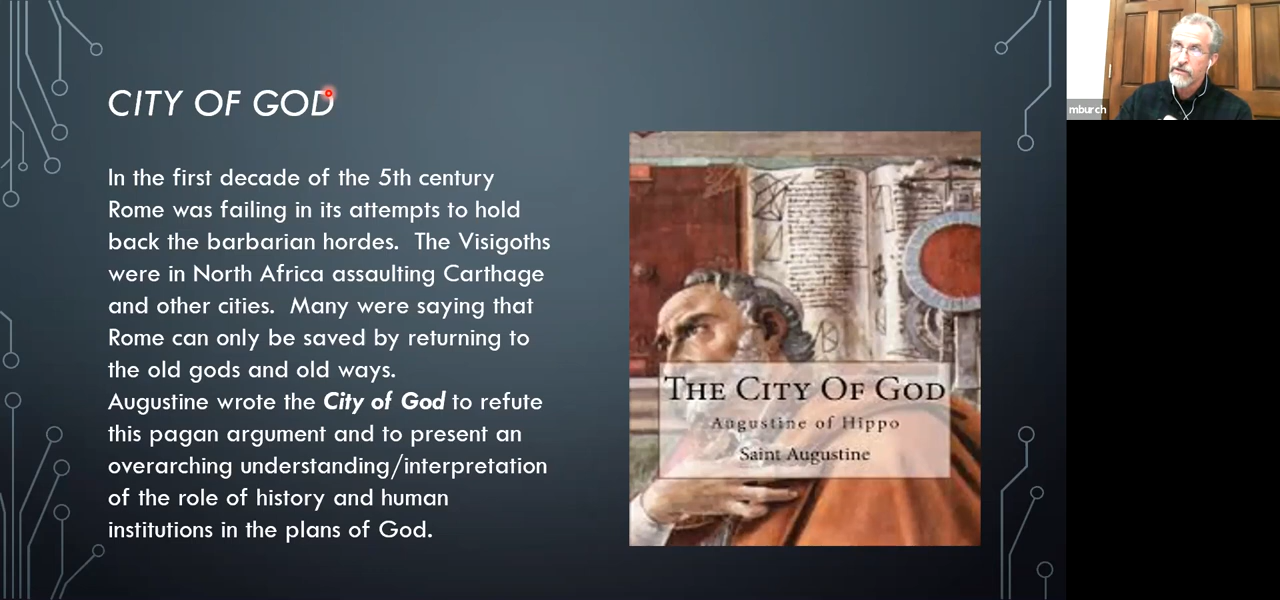 CITY OF GOD
In the first decade of the 5th century
Rome was failing in its attempts to hold
back the barbarian hordes.  The Visigoths
were in North Africa assaulting Carthage
and other cities.  Many were saying that
Rome can only be saved by returning to
the old gods and old ways.
Augustine wrote the City of God to refute
this pagan argument and to present an
overarching understanding/interpretation
of the role of history and human
institutions in the plans of God.
THE CITY OF GOD
Augustine of Hippo
Saint Augustine
mburch